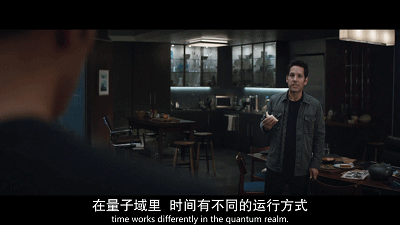 在量子域里 时间有不同的运行方式
time works differently in the quantum realm.